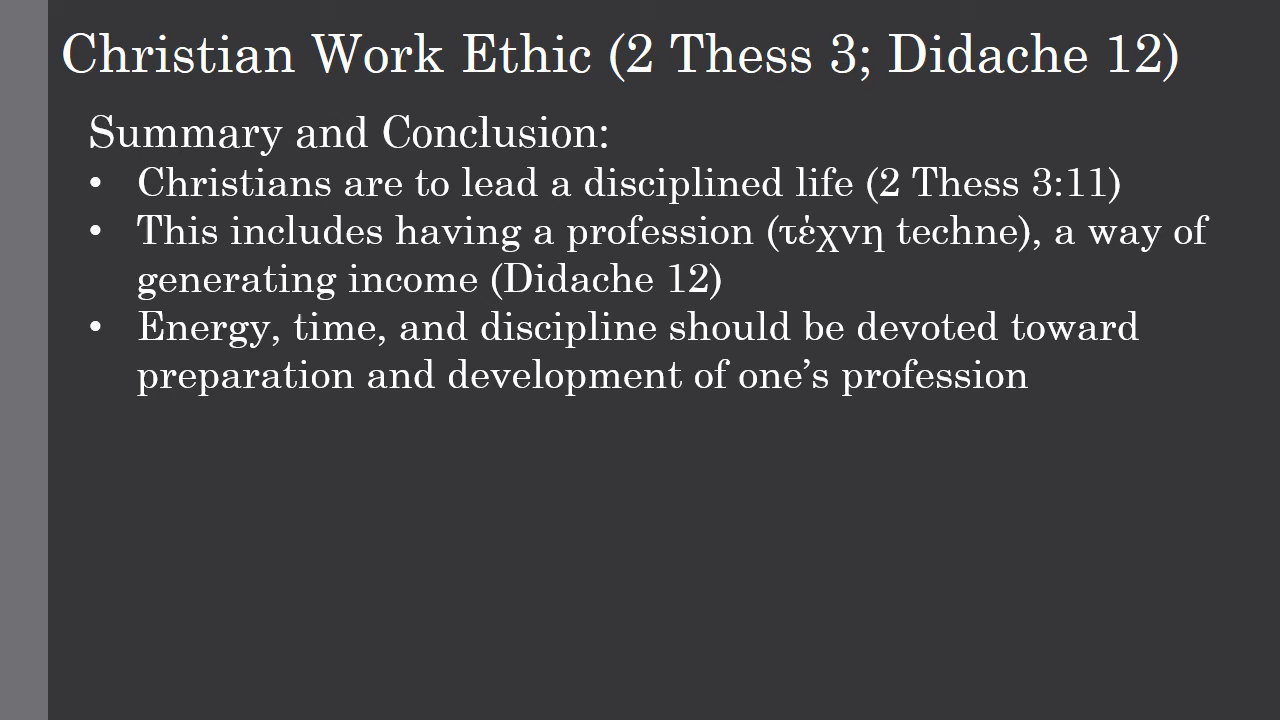 Christian Work Ethic (2 Thess 3; Didache 12)
Summary and Conclusion:
• Christians are to lead a disciplined life (2 Thess 3:11)
• This includes having a profession (τέχνη techne), a way of
generating income (Didache 12)
• Energy, time, and discipline should be devoted toward
preparation and development of one’s profession